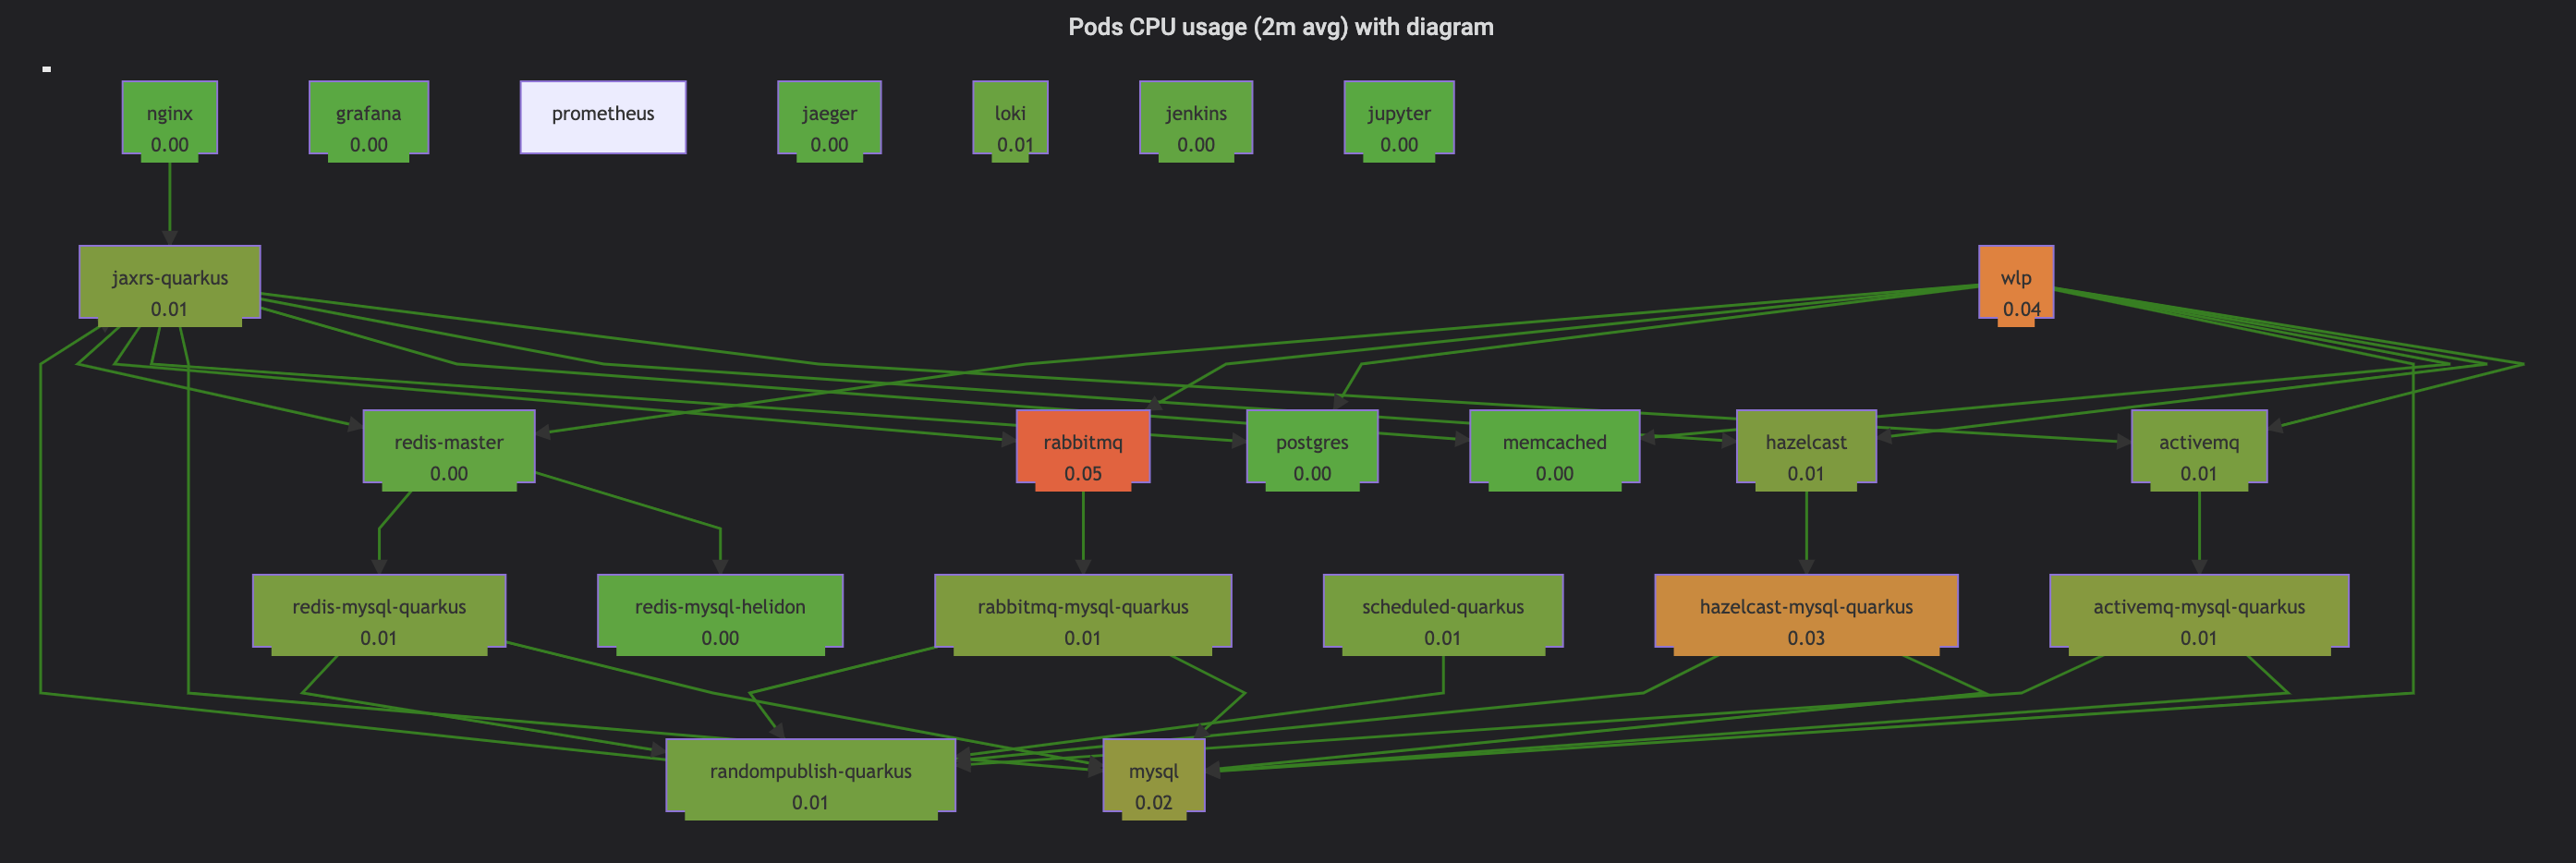 Pods CPU usage (2m avg) with diagram
-
nginx
0.00
grafana
0.00
prometheus
jaeger
0.00
loki
0.01
jenkins
0.00
jupyter
0.00
jaxrs-quarkus
0.01
wlp
0.04
redis-master
0.00
rabbitmq
0.05
postgres
0.00
memcached
0.00
hazelcast
0.01
activemq
0.01
redis-mysql-quarkus
0.01
redis-mysql-helidon
0.00
rabbitmq-mysql-quarkus
0.01
scheduled-quarkus
0.01
hazelcast-mysql-quarkus
0.03
activemq-mysql-quarkus
0.01
randompublish-quarkus
0.01
mysql
0.02